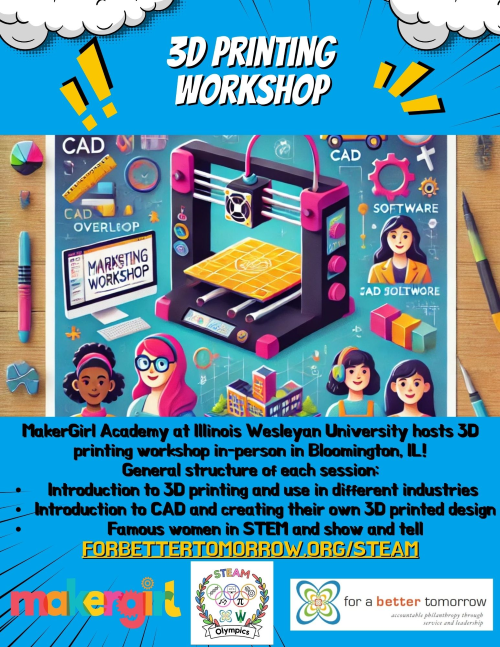 3D PRINTING
WORKSHOP
CAD
CAD
CAD
OVERLEOP
SOFTWARE
MARKETING
WORKSHOP
MakerGirl Academy at Illinois Wesleyan University hosts 3D
printing workshop in-person in Bloomington, IL!
General structure of each session:
• Introduction to 3D printing and use in different industries
• Introduction to CAD and creating their own 3D printed design
• Famous women in STEM and show and tell
FORBETTERTOMORROW.ORG/STEAM
makergirl
STEAM
Olympics
for a better tomorrow
accountable philanthropy through
service and leadership